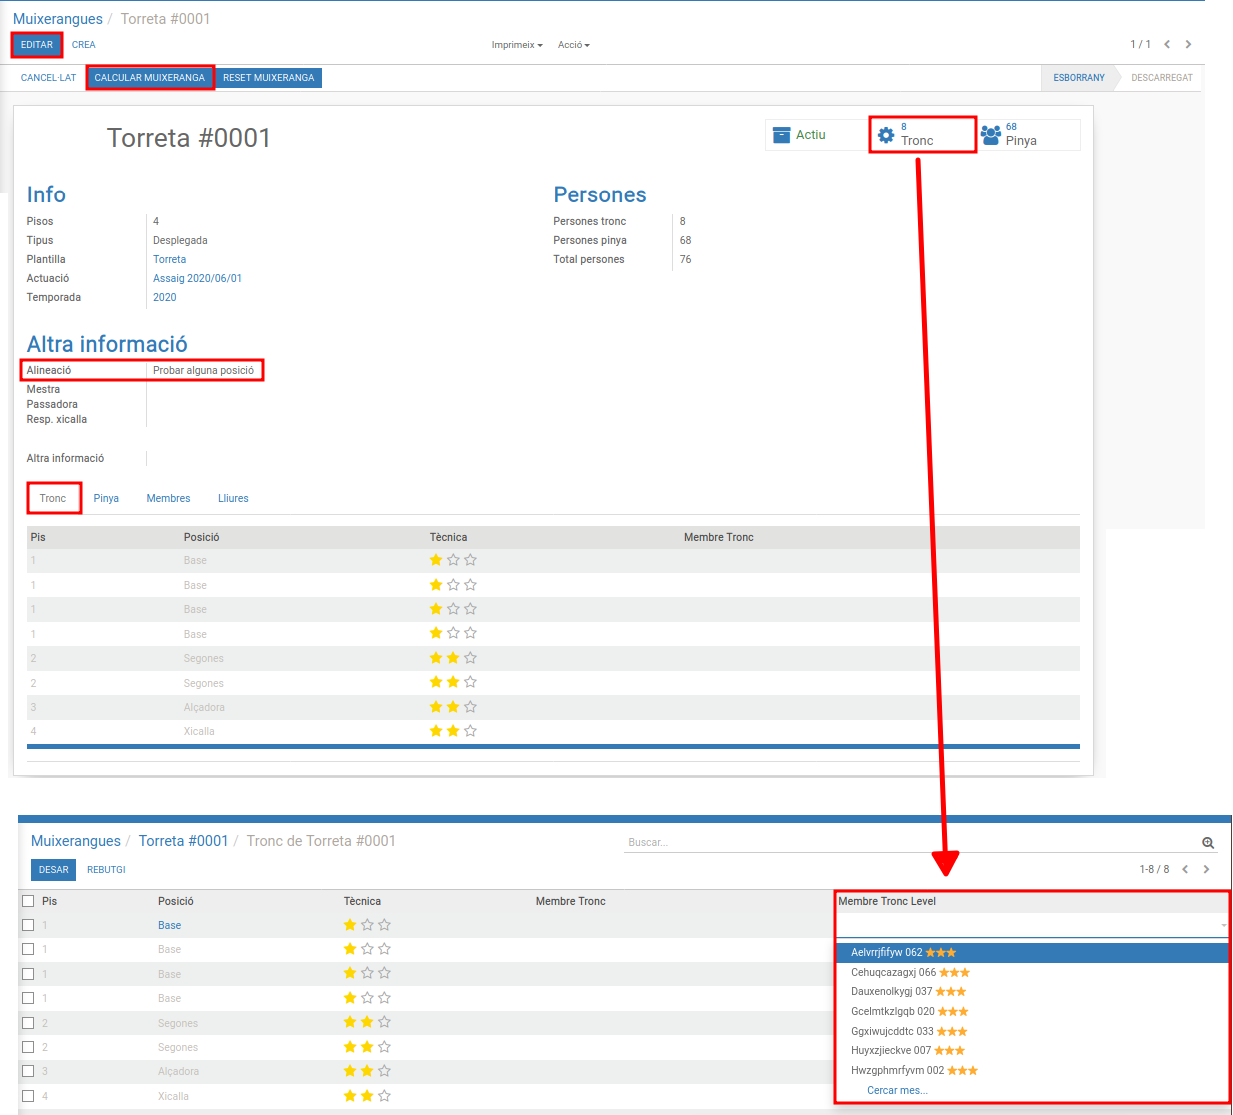 Muixerangues / Torreta #0001
EDITAR CREA Imprimeix Acció 1 / 1
CANCEL·LAT CALCULAR MUIXERANGA RESET MUIXERANGA ESBORRANY DESCARREGAT
Torreta #0001 Actiu 8 Tronc 68 Pinya
Info Persones
Pisos 4 Persones tronc 8
Tipus Desplegada Persones pinya 68
Plantilla Torreta Total persones 76
Actuació Assaig 2020/06/01
Temporada 2020
Altra informació
Alineació Probar alguna posició
Mestra
Passadora
Resp. xicalla
Altra informació
Tronc Pinya Membres Lliures
Pis Posició Tècnica Membre Tronc
1 Base
1 Base
1 Base
1 Base
2 Segones
2 Segones
3 Alçadora
4 Xicalla
Muixerangues / Torreta #0001 / Tronc de Torreta #0001 Buscar...
DESAR REBUTGI 1-8 / 8
Pis Posició Tècnica Membre Tronc Membre Tronc Level
1 Base
1 Base
1 Base
1 Base
2 Segones
2 Segones
3 Alçadora
4 Xicalla
Aelvrrjfifyw 062
Cehuqcazagxj 066
Dauxenolkygj 037
Gcelmtkzlgqb 020
Ggxiwujcddtc 033
Huyxzjieckve 007
Hwzgphmrfyvm 002
Cercar mes...